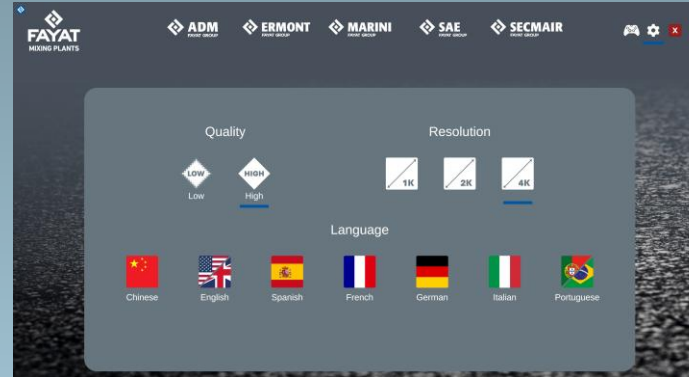 FAYAT
MIXING PLANTS
ADM
FAYAT GROUP
ERMONT
FAYAT GROUP
MARINI
FAYAT GROUP
SAE
FAYAT GROUP
SECMAIR
FAYAT GROUP
X
Quality
Resolution
LOW
HIGH
1K
2K
4K
Low
High
Language
Chinese
English
Spanish
French
German
Italian
Portuguese